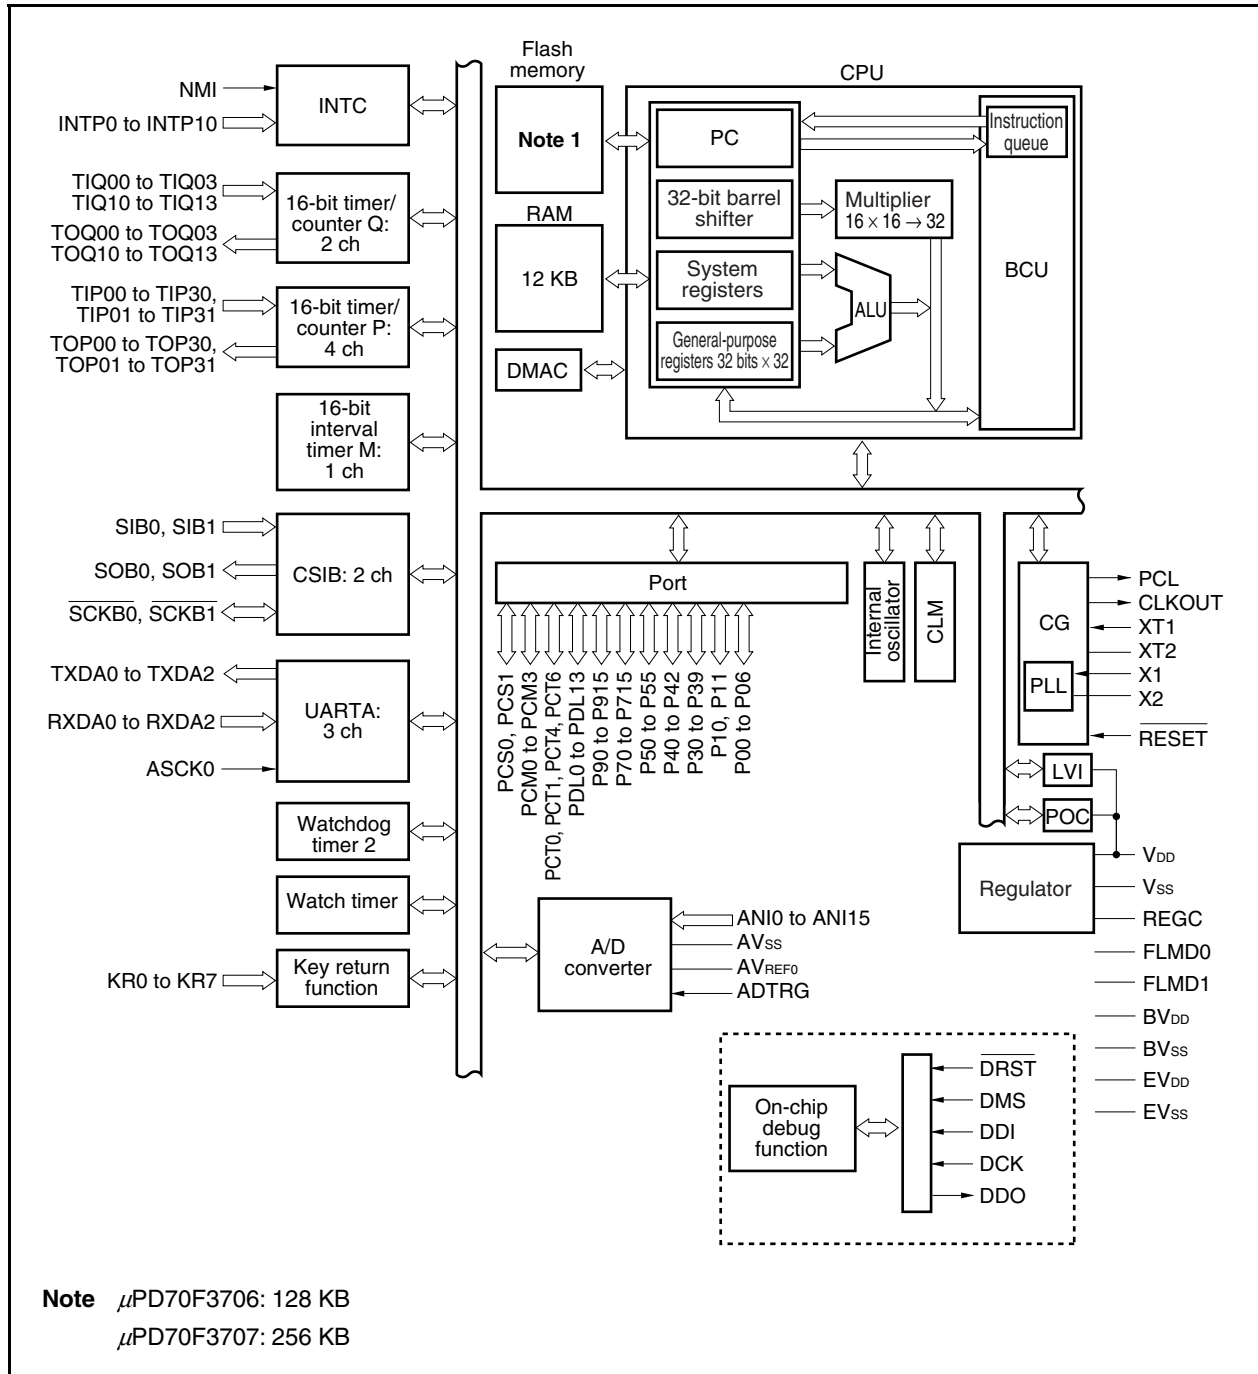 NMI
INTP0 to INTP10
INTC
TIQ00 to TIQ03
TIQ10 to TIQ13
TOQ00 to TOQ03
TOQ10 to TOQ13
16-bit timer/
counter Q:
2 ch
TIP00 to TIP30,
TIP01 to TIP31
TOP00 to TOP30,
TOP01 to TOP31
16-bit timer/
counter P:
4 ch
16-bit
interval
timer M:
1 ch
SIB0, SIB1
SOB0, SOB1
SCKB0, SCKB1
CSIB: 2 ch
TXDA0 to TXDA2
RXDA0 to RXDA2
ASCK0
UARTA:
3 ch
Watchdog
timer 2
Watch timer
KR0 to KR7
Key return
function
Flash
memory
Note 1
RAM
12 KB
DMAC
CPU
PC
32-bit barrel
shifter
System
registers
General-purpose
registers 32 bits × 32
Multiplier
16 × 16 → 32
ALU
Instruction
queue
BCU
Port
PCS0, PCS1
PCM0 to PCM3
PCT0, PCT1, PCT4, PCT6
PDL0 to PDL13
P90 to P915
P70 to P715
P50 to P55
P40 to P42
P30 to P39
P10, P11
P00 to P06
Internal
oscillator
CLM
CG
PLL
PCL
CLKOUT
XT1
XT2
X1
X2
RESET
LVI
POC
Regulator
VDD
VSS
REGC
FLMD0
FLMD1
BVDD
BVSS
EVDD
EVSS
A/D
converter
ANI0 to ANI15
AVSS
AVREF0
ADTRG
On-chip
debug
function
DRST
DMS
DDI
DCK
DDO
Note μPD70F3706: 128 KB
μPD70F3707: 256 KB